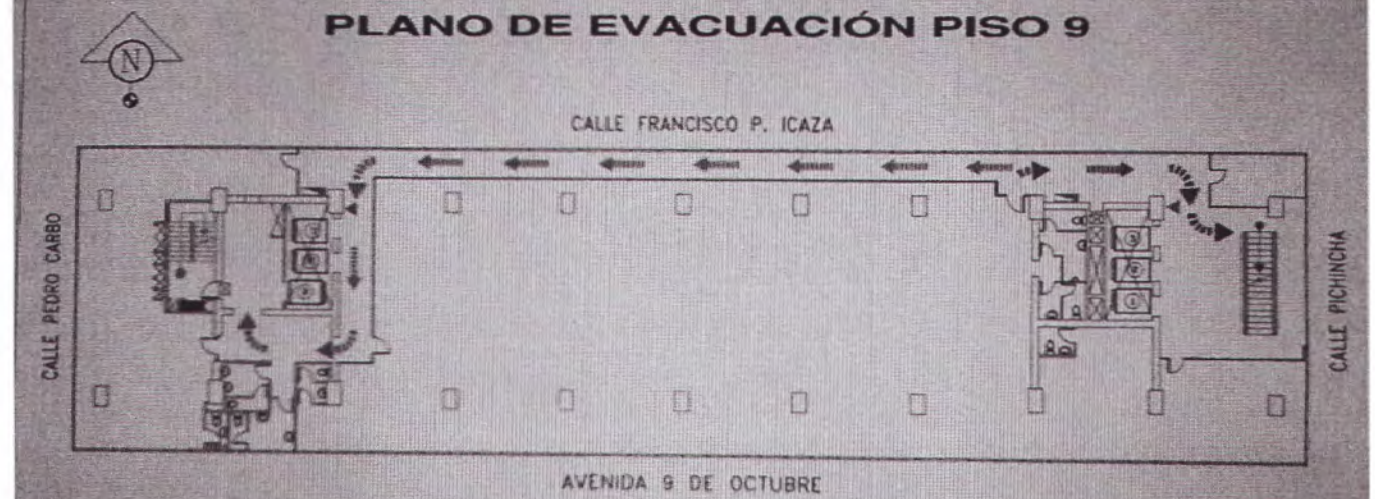 PLANO DE EVACUACIÓN PISO 9
N
CALLE FRANCISCO P. ICAZA
CALLE PEDRO CARBO
CALLE PICHINCHA
AVENIDA 9 DE OCTUBRE